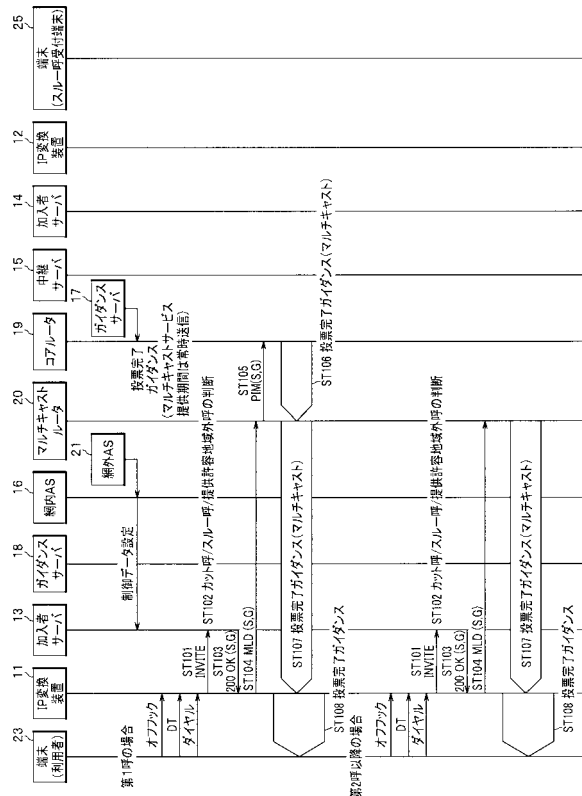 23
端末
(利用者)
11
IP変換
装置
13
加入者
サーバ
18
ガイダンス
サーバ
16
網内AS
21
網外AS
20
マルチキャスト
ルータ
19
コアルータ
17
ガイダンス
サーバ
15
中継
サーバ
14
加入者
サーバ
12
IP変換
装置
25
端末
(スルー呼受付端末)
制御データ設定
投票完了
ガイダンス
(マルチキャストサービス
提供期間は常時送信)
第1呼の場合
オフフック
DT
ダイヤル
ST101
INVITE
ST102 カット呼/スルー呼/提供許容地域外呼の判断
ST103
200 OK (S,G)
ST104 MLD (S,G)
ST105
PIM(S,G)
ST106 投票完了ガイダンス(マルチキャスト)
ST107 投票完了ガイダンス(マルチキャスト)
ST108 投票完了ガイダンス
第2呼以降の場合
オフフック
DT
ダイヤル
ST101
INVITE
ST102 カット呼/スルー呼/提供許容地域外呼の判断
ST103
200 OK (S,G)
ST104 MLD (S,G)
ST107 投票完了ガイダンス(マルチキャスト)
ST108 投票完了ガイダンス